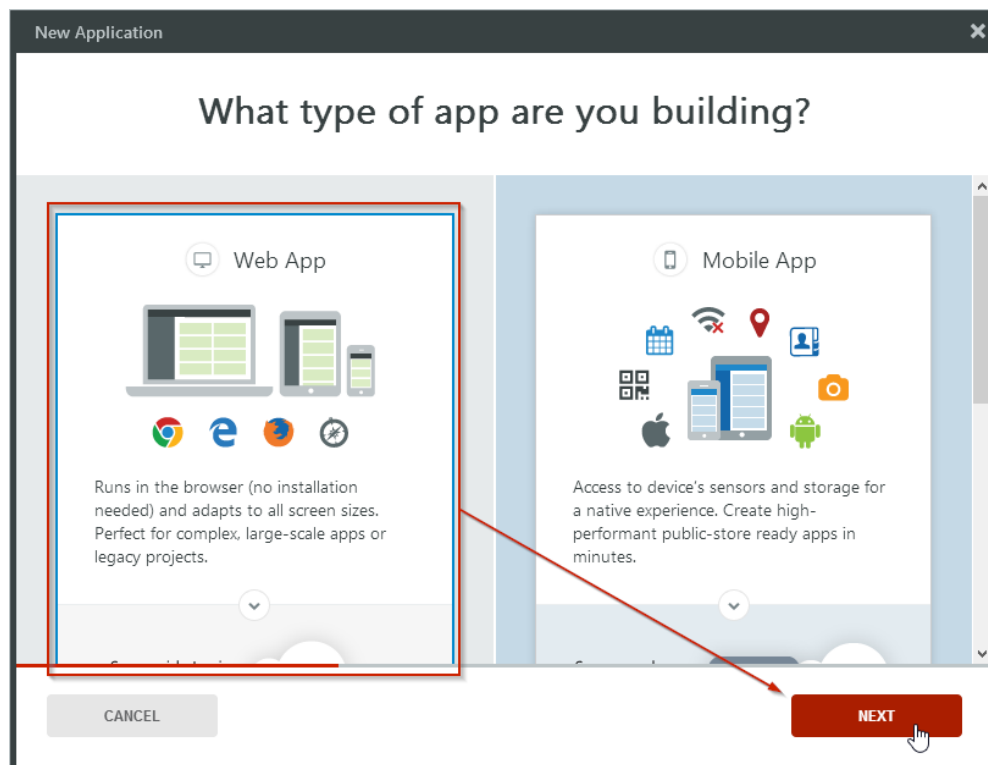 New Application
What type of app are you building?
Web App
Runs in the browser (no installation
needed) and adapts to all screen sizes.
Perfect for complex, large-scale apps or
legacy projects.
Mobile App
Access to device's sensors and storage for
a native experience. Create high-
performant public-store ready apps in
minutes.
CANCEL
NEXT